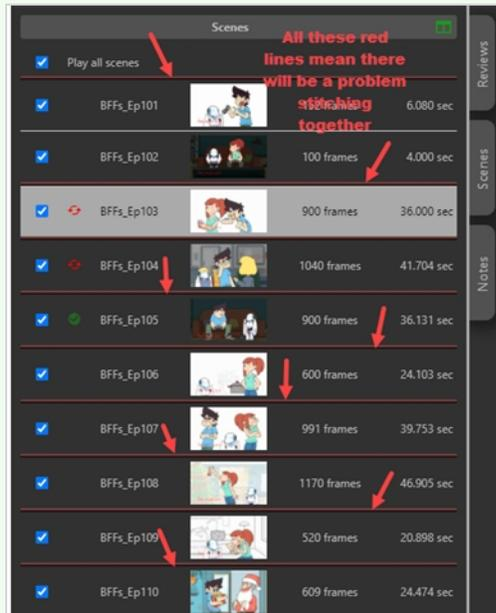 Scenes
All these red
lines mean there
will be a problem
stitching
together
Play all scenes
BFFs_Ep101 frames 6.080 sec
BFFs_Ep102 100 frames 4.000 sec
BFFs_Ep103 900 frames 36.000 sec
BFFs_Ep104 1040 frames 41.704 sec
BFFs_Ep105 900 frames 36.131 sec
BFFs_Ep106 600 frames 24.103 sec
BFFs_Ep107 991 frames 39.753 sec
BFFs_Ep108 1170 frames 46.905 sec
BFFs_Ep109 520 frames 20.898 sec
BFFs_Ep110 609 frames 24.474 sec
Reviews
Scenes
Notes